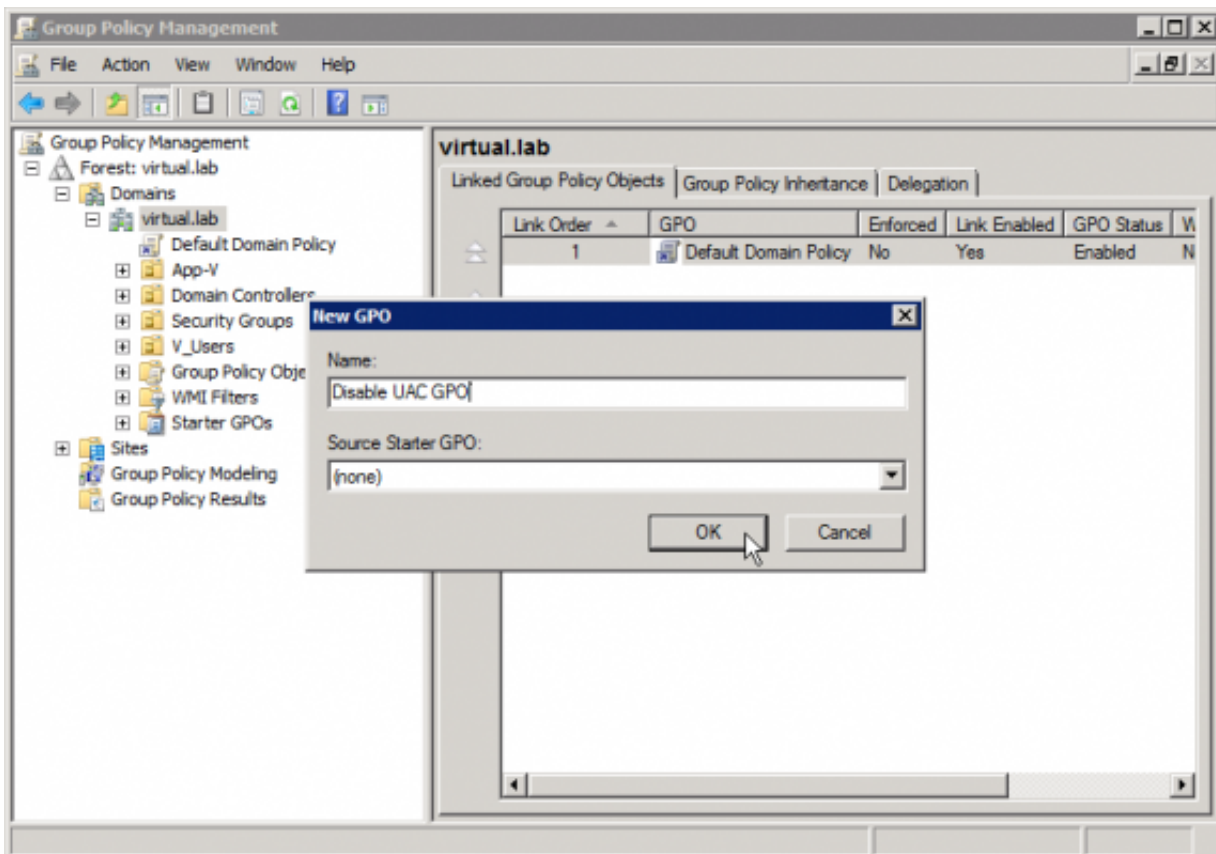 Group Policy Management
File Action View Window Help
Group Policy Management
Forest: virtual.lab
Domains
virtual.lab
Default Domain Policy
App-V
Domain Controllers
Security Groups
V_Users
Group Policy Obje
WMI Filters
Starter GPOs
Sites
Group Policy Modeling
Group Policy Results
virtual.lab
Linked Group Policy Objects Group Policy Inheritance Delegation
Link Order GPO Enforced Link Enabled GPO Status W
1 Default Domain Policy No Yes Enabled N
New GPO
Name:
Disable UAC GPO
Source Starter GPO:
(none)
OK Cancel